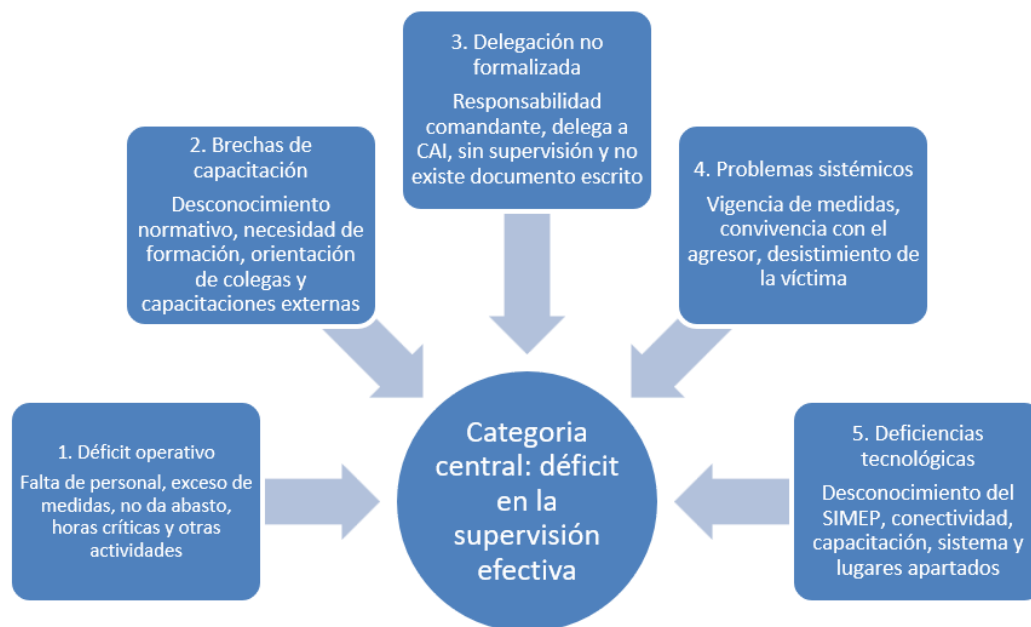 1. Déficit operativo
Falta de personal, exceso de
medidas, no da abasto,
horas críticas y otras
actividades
2. Brechas de
capacitación
Desconocimiento
normativo, necesidad de
formación, orientación
de colegas y
capacitaciones externas
3. Delegación no
formalizada
Responsabilidad
comandante, delega a
CAI, sin supervisión y no
existe documento escrito
4. Problemas sistémicos
Vigencia de medidas,
convivencia con el
agresor, desistimiento de
la víctima
5. Deficiencias
tecnológicas
Desconocimiento del
SIMEP, conectividad,
capacitación, sistema y
lugares apartados
Categoria
central: déficit
en la
supervisión
efectiva